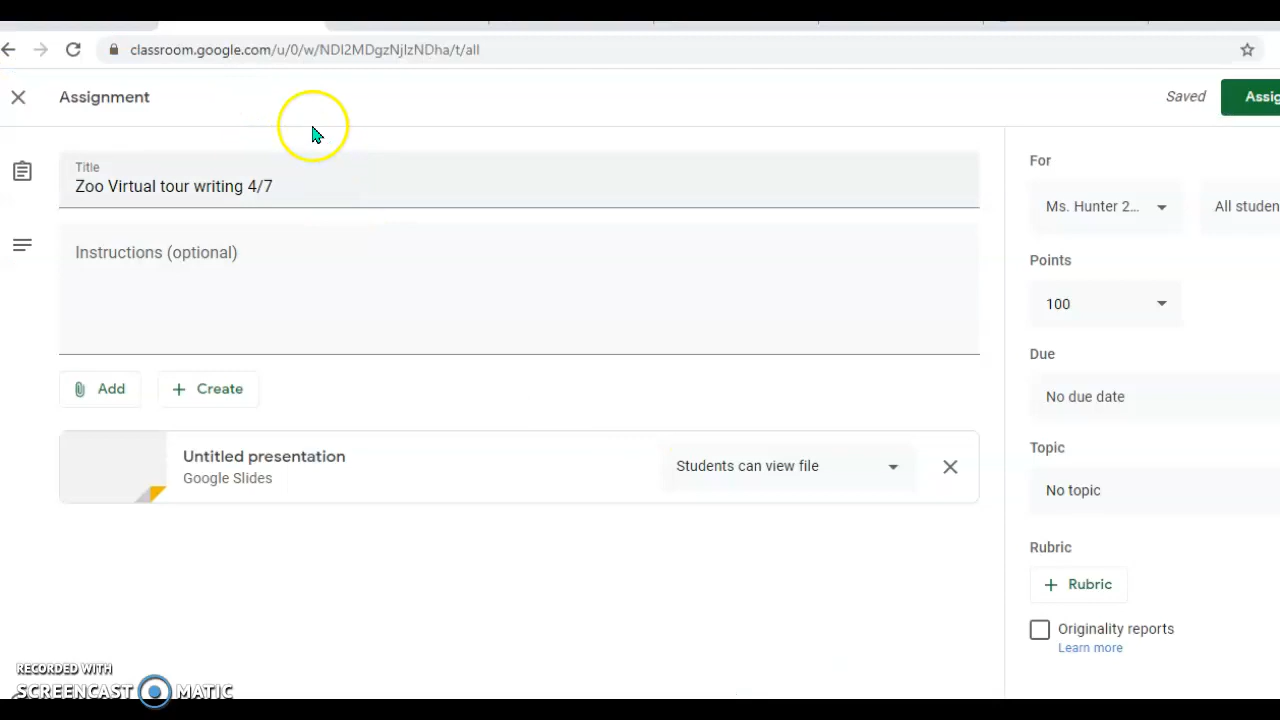 classroom.google.com/u/0/w/NDI2MDgzNjIzNDha/t/all
Assignment
Saved
Assig
Title
Zoo Virtual tour writing 4/7
Instructions (optional)
Add
Create
Untitled presentation
Google Slides
Students can view file
For
Ms. Hunter 2...
All studen
Points
100
Due
No due date
Topic
No topic
Rubric
Rubric
Originality reports
Learn more
RECORDED WITH
SCREENCAST MATIC